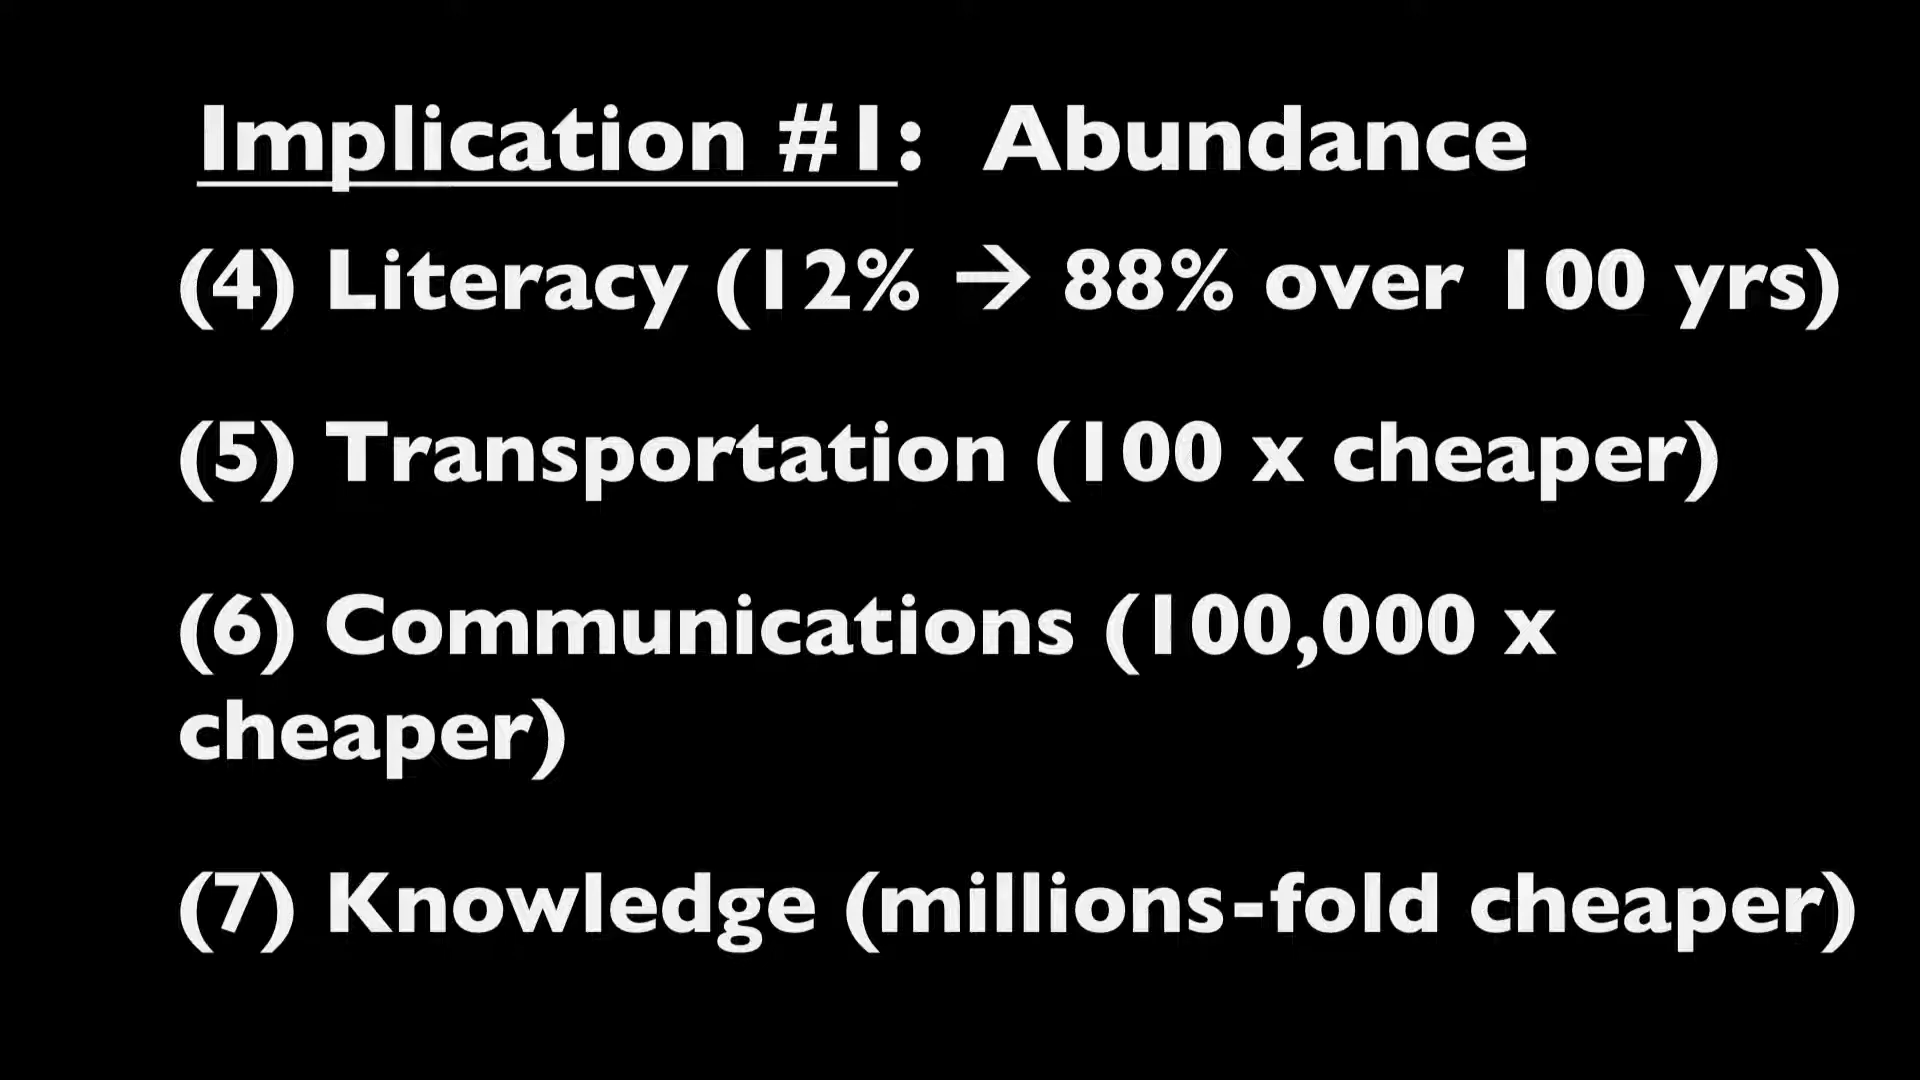 Implication #1: Abundance
(4) Literacy (12% → 88% over 100 yrs)
(5) Transportation (100 x cheaper)
(6) Communications (100,000 x
cheaper)
(7) Knowledge (millions-fold cheaper)